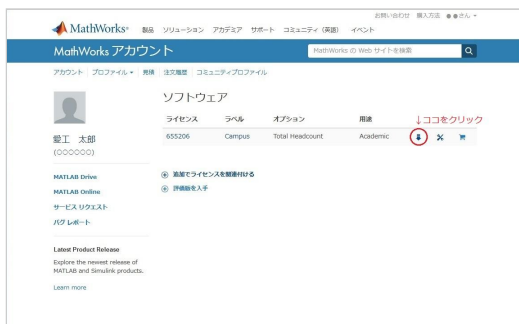 お問い合わせ 購入方法 ●●さん
MathWorks® 製品 ソリューション アカデミア サポート コミュニティ (英語) イベント
MathWorks アカウント
MathWorks の Web サイトを検索
アカウント プロファイル 見積 注文履歴 コミュニティプロファイル
ソフトウェア
ライセンス ラベル オプション 用途 ↓ココをクリック
655206 Campus Total Headcount Academic
愛工 太郎
(○○○○○○)
追加でライセンスを関連付ける
評価版を入手
MATLAB Drive
MATLAB Online
サービス リクエスト
バグ レポート
Latest Product Release
Explore the newest release of
MATLAB and Simulink products.
Learn more